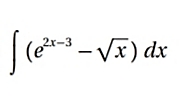 ∫ (e^{2x−3} − √x) dx